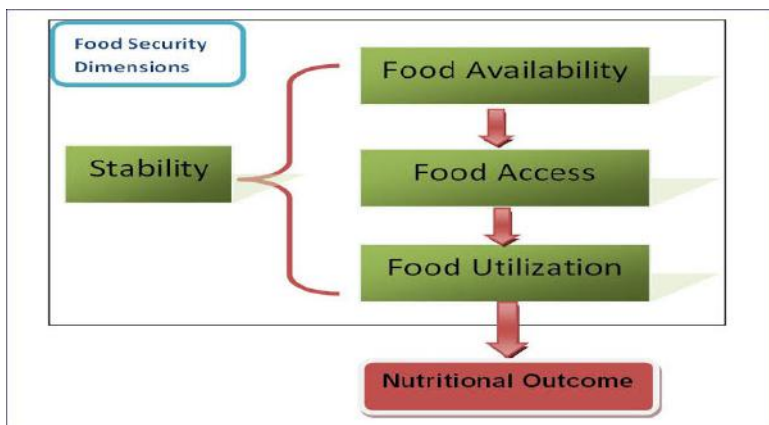 Food Security
Dimensions
Food Availability
Stability
Food Access
Food Utilization
Nutritional Outcome